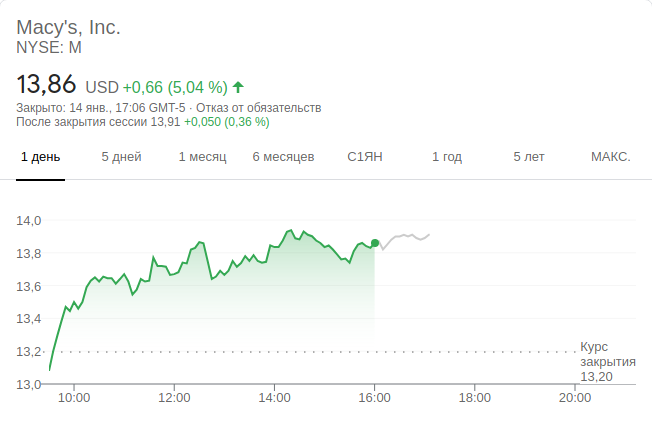 Macy's, Inc.
NYSE: M
13,86 USD +0,66 (5,04 %)
Закрыто: 14 янв., 17:06 GMT-5 · Отказ от обязательств
После закрытия сессии 13,91 +0,050 (0,36 %)
1 день 5 дней 1 месяц 6 месяцев С1ЯН 1 год 5 лет МАКС.
14,0
13,8
13,6
13,4
13,2
13,0
Курс
закрытия
13,20
10:00 12:00 14:00 16:00 18:00 20:00